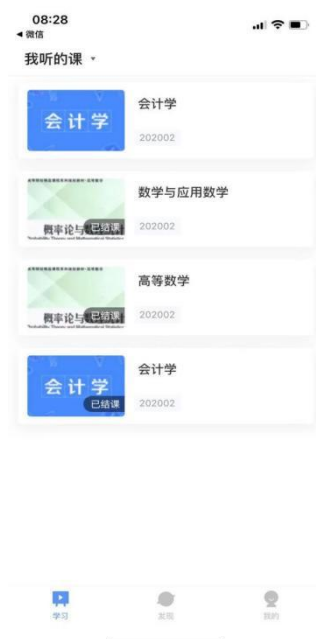 08:28
微信
我听的课
会计学
会计学
202002
概率论与
已结课
数学与应用数学
202002
概率论与
已结课
高等数学
202002
会计学
已结课
会计学
202002
学习
发现
我的